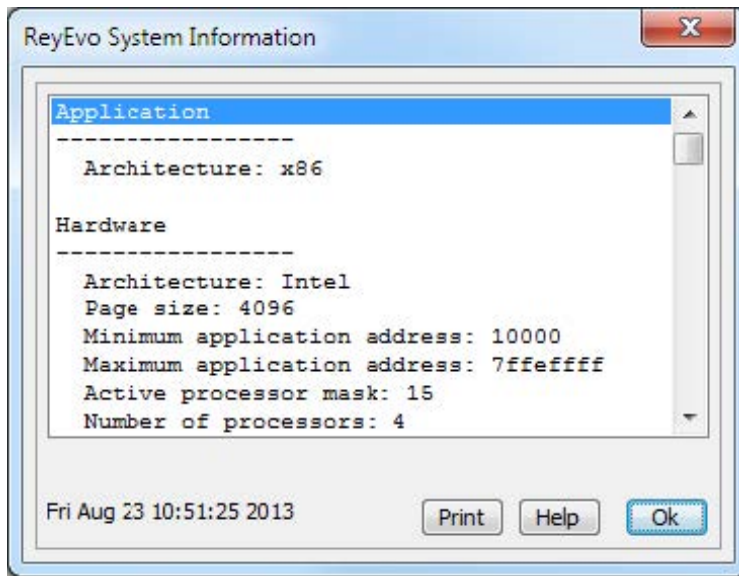 ReyEvo System Information
Application
-----------------
Architecture: x86
Hardware
-----------------
Architecture: Intel
Page size: 4096
Minimum application address: 10000
Maximum application address: 7ffeffff
Active processor mask: 15
Number of processors: 4
Fri Aug 23 10:51:25 2013
Print
Help
Ok